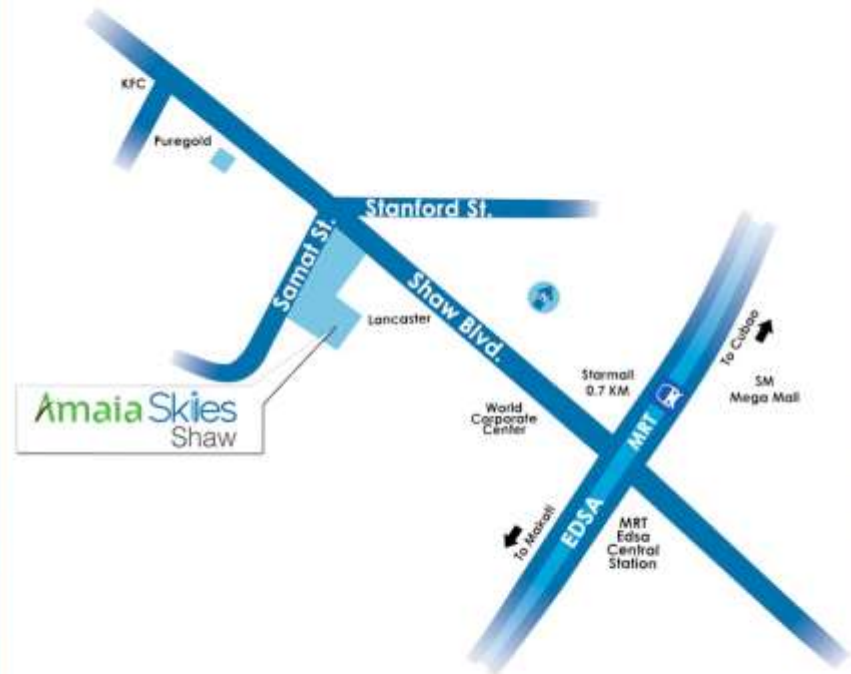 KFC
Puregold
Stanford St.
Samat St.
Shaw Blvd.
Lancaster
To Cubao
Starmall
0.7 KM
SM
Mega Mall
Amaia Skies
Shaw
World
Corporate
Center
MRT
EDSA
To Makati
MRT
Edsa
Central
Station